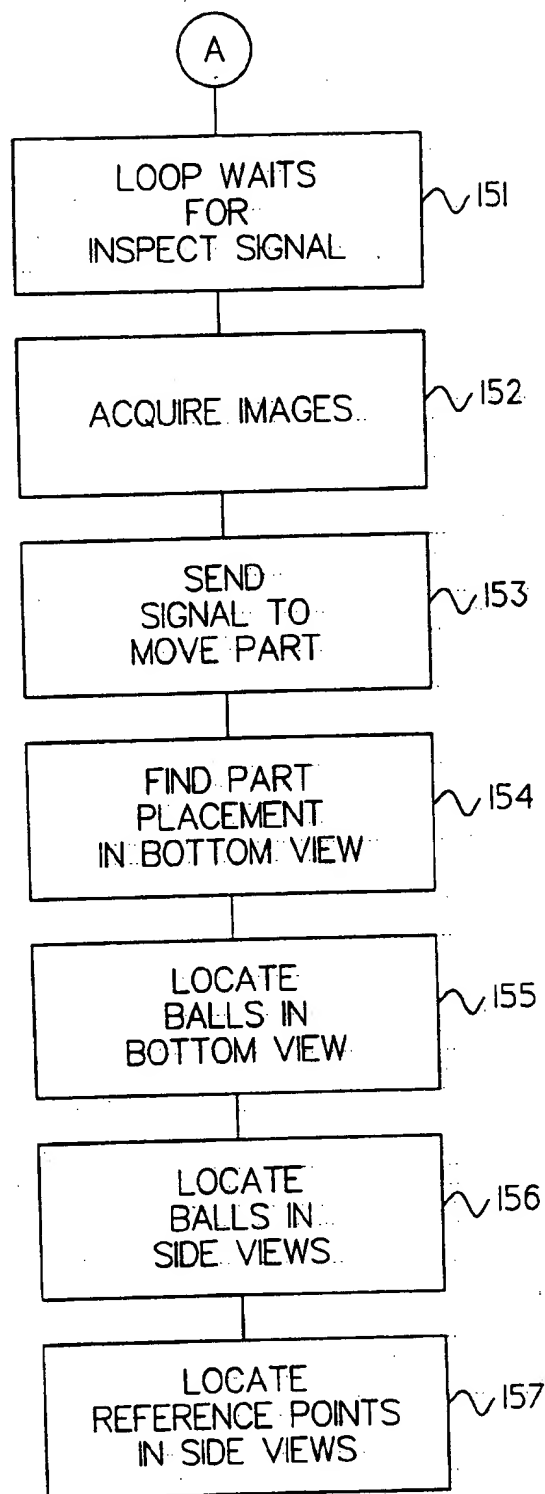 A
LOOP WAITS
FOR
INSPECT SIGNAL
151
ACQUIRE IMAGES
152
SEND
SIGNAL TO
MOVE PART
153
FIND PART
PLACEMENT
IN BOTTOM VIEW
154
LOCATE
BALLS IN
BOTTOM VIEW
155
LOCATE
BALLS IN
SIDE VIEWS
156
LOCATE
REFERENCE POINTS
IN SIDE VIEWS
157